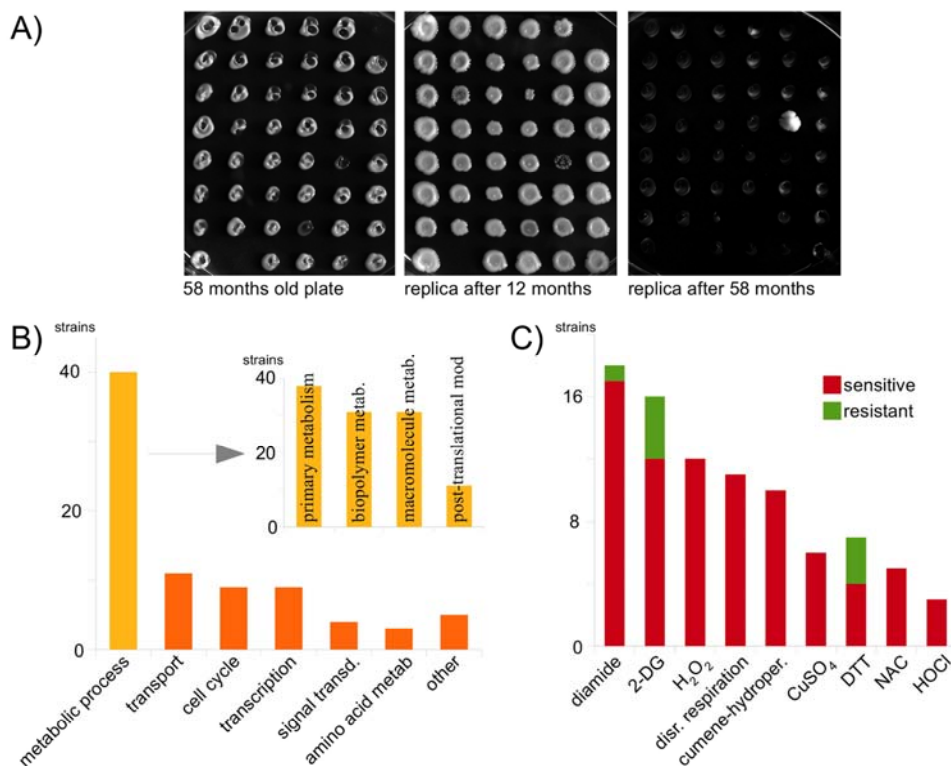 A)
58 months old plate
replica after 12 months
replica after 58 months
B)
strains
40
20
0
metabolic process
transport
cell cycle
transcription
signal transd.
amino acid metab
other
strains
40
20
0
primary metabolism
biopolymer metab.
macromolecule metab.
post-translational mod
C)
strains
16
8
0
sensitive
resistant
diamide
2-DG
H₂O₂
disr. respiration
cumene-hydroper.
CuSO₄
DTT
NAC
HOCl